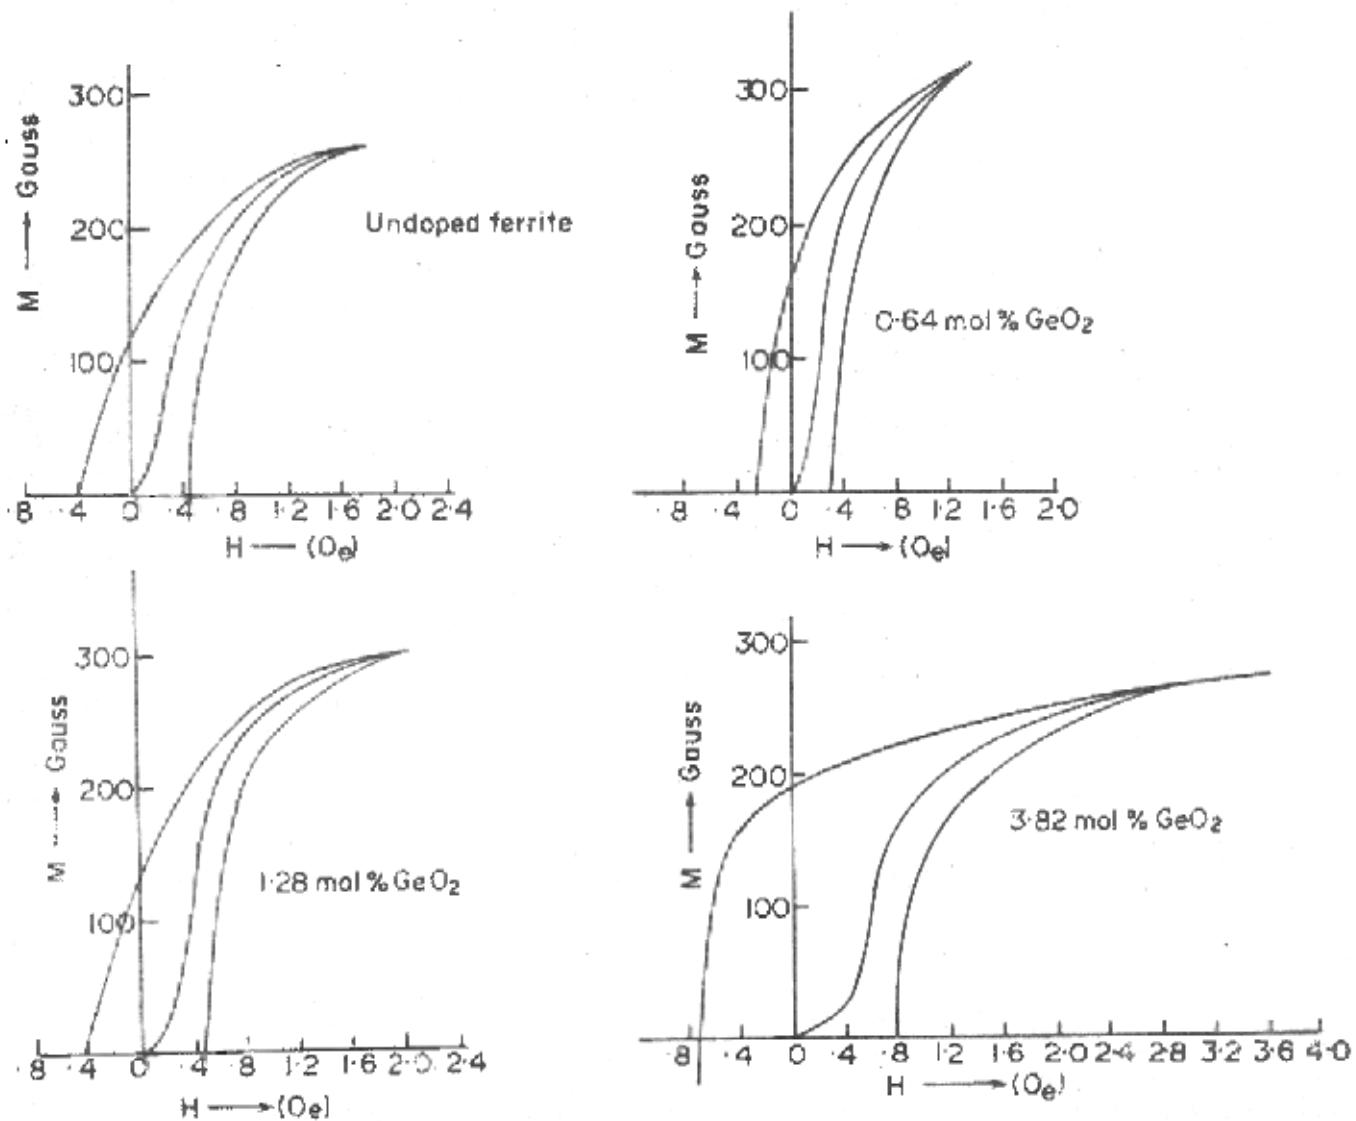 300
200
100
M → Gauss
Undoped ferrite
.8 .4 0 .4 .8 1.2 1.6 2.0 2.4
H — (Oe)
300
200
100
M → Gauss
0.64 mol % GeO2
.8 .4 0 .4 .8 1.2 1.6 2.0
H → (Oe)
300
200
100
M → Gauss
1.28 mol % GeO2
.8 .4 0 .4 .8 1.2 1.6 2.0 2.4
H → (Oe)
300
200
100
M → Gauss
3.82 mol % GeO2
.8 .4 0 .4 .8 1.2 1.6 2.0 2.4 2.8 3.2 3.6 4.0
H → (Oe)